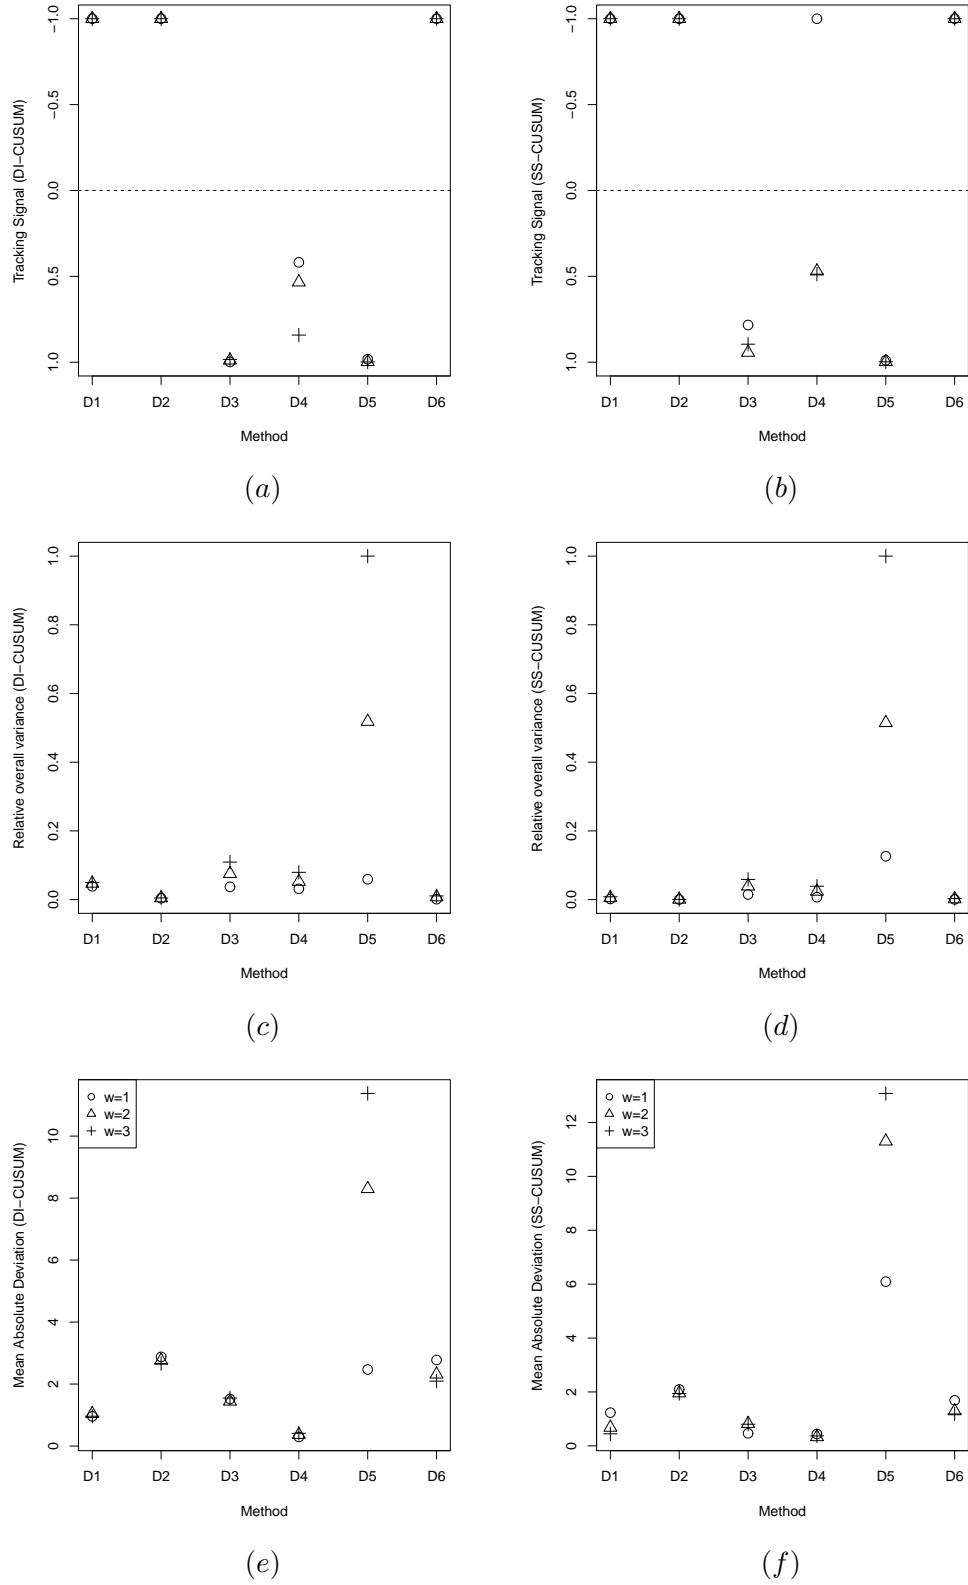 Tracking Signal (DI−CUSUM)
−1.0
−0.5
0.0
0.5
1.0
D1 D2 D3 D4 D5 D6
Method
(a)
Tracking Signal (SS−CUSUM)
−1.0
−0.5
0.0
0.5
1.0
D1 D2 D3 D4 D5 D6
Method
(b)
Relative overall variance (DI−CUSUM)
1.0
0.8
0.6
0.4
0.2
0.0
D1 D2 D3 D4 D5 D6
Method
(c)
Relative overall variance (SS−CUSUM)
1.0
0.8
0.6
0.4
0.2
0.0
D1 D2 D3 D4 D5 D6
Method
(d)
Mean Absolute Deviation (DI−CUSUM)
w=1
w=2
w=3
10
8
6
4
2
0
D1 D2 D3 D4 D5 D6
Method
(e)
Mean Absolute Deviation (SS−CUSUM)
w=1
w=2
w=3
12
10
8
6
4
2
0
D1 D2 D3 D4 D5 D6
Method
(f)